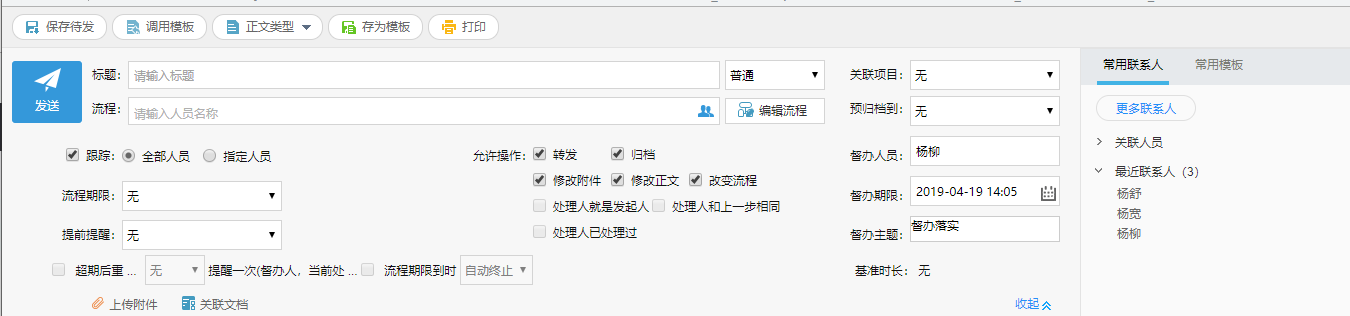 保存待发 调用模板 正文类型 存为模板 打印
发送
标题: 请输入标题 普通 关联项目: 无
流程: 请输入人员名称 编辑流程 预归档到: 无
跟踪: 全部人员 指定人员 允许操作: 转发 归档 督办人员: 杨柳
修改附件 修改正文 改变流程
流程期限: 无 督办期限: 2019-04-19 14:05
处理人就是发起人 处理人和上一步相同
提前提醒: 无 处理人已处理过 督办主题: 督办落实
超期后重 ... 无 提醒一次(督办人，当前处 ... 流程期限到时 自动终止 基准时长: 无
上传附件 关联文档 收起
常用联系人 常用模板
更多联系人
关联人员
最近联系人（3）
杨舒
杨宽
杨柳